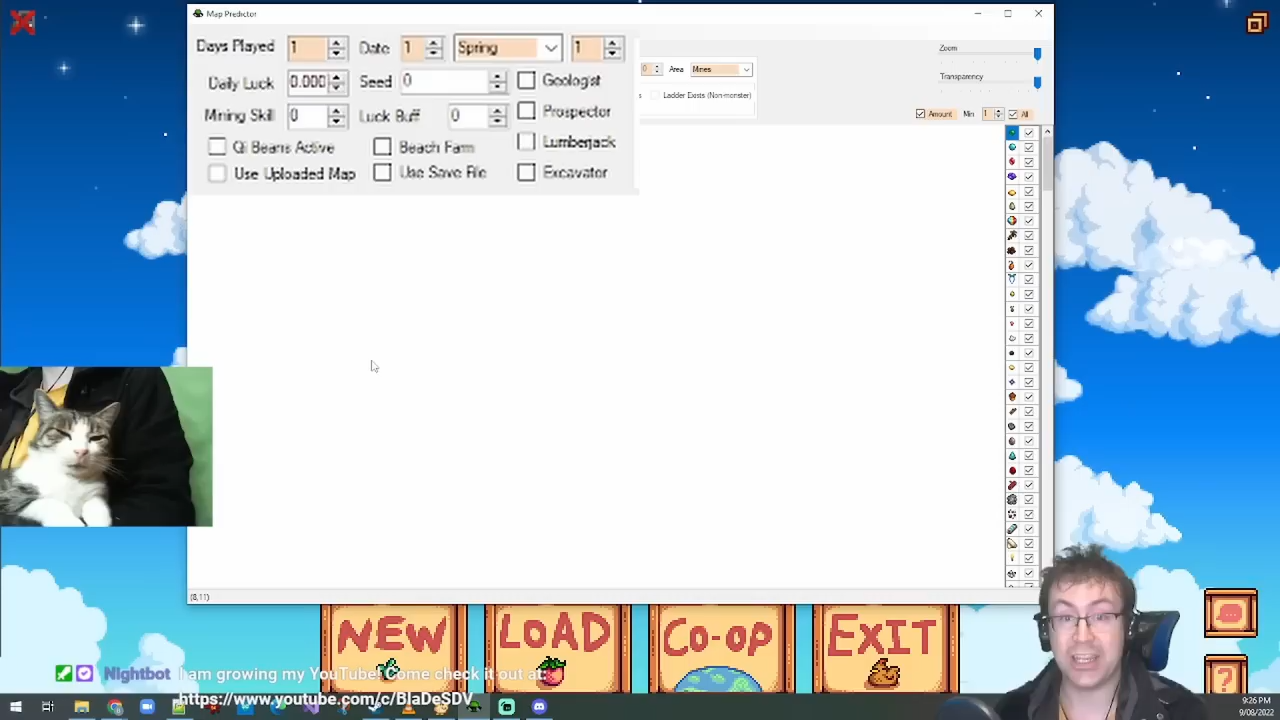 Map Predictor
Days Played 1 Date 1 Spring 1
Daily Luck 0.000 Seed 0 Geologist
Mining Skill 0 Luck Buff 0 Prospector
Qi Beans Active Beach Farm Lumberjack
Use Uploaded Map Use Save File Excavator
0 Area Mines
s Ladder Exists (Non-monster)
Zoom
Transparency
Amount Min 1 All
(8,11)
NEW LOAD CO-OP EXIT
Nightbot I am growing my YouTube! Come check it out at:
https://www.youtube.com/c/BlaDeSDV
?
9:26 PM
9/08/2022